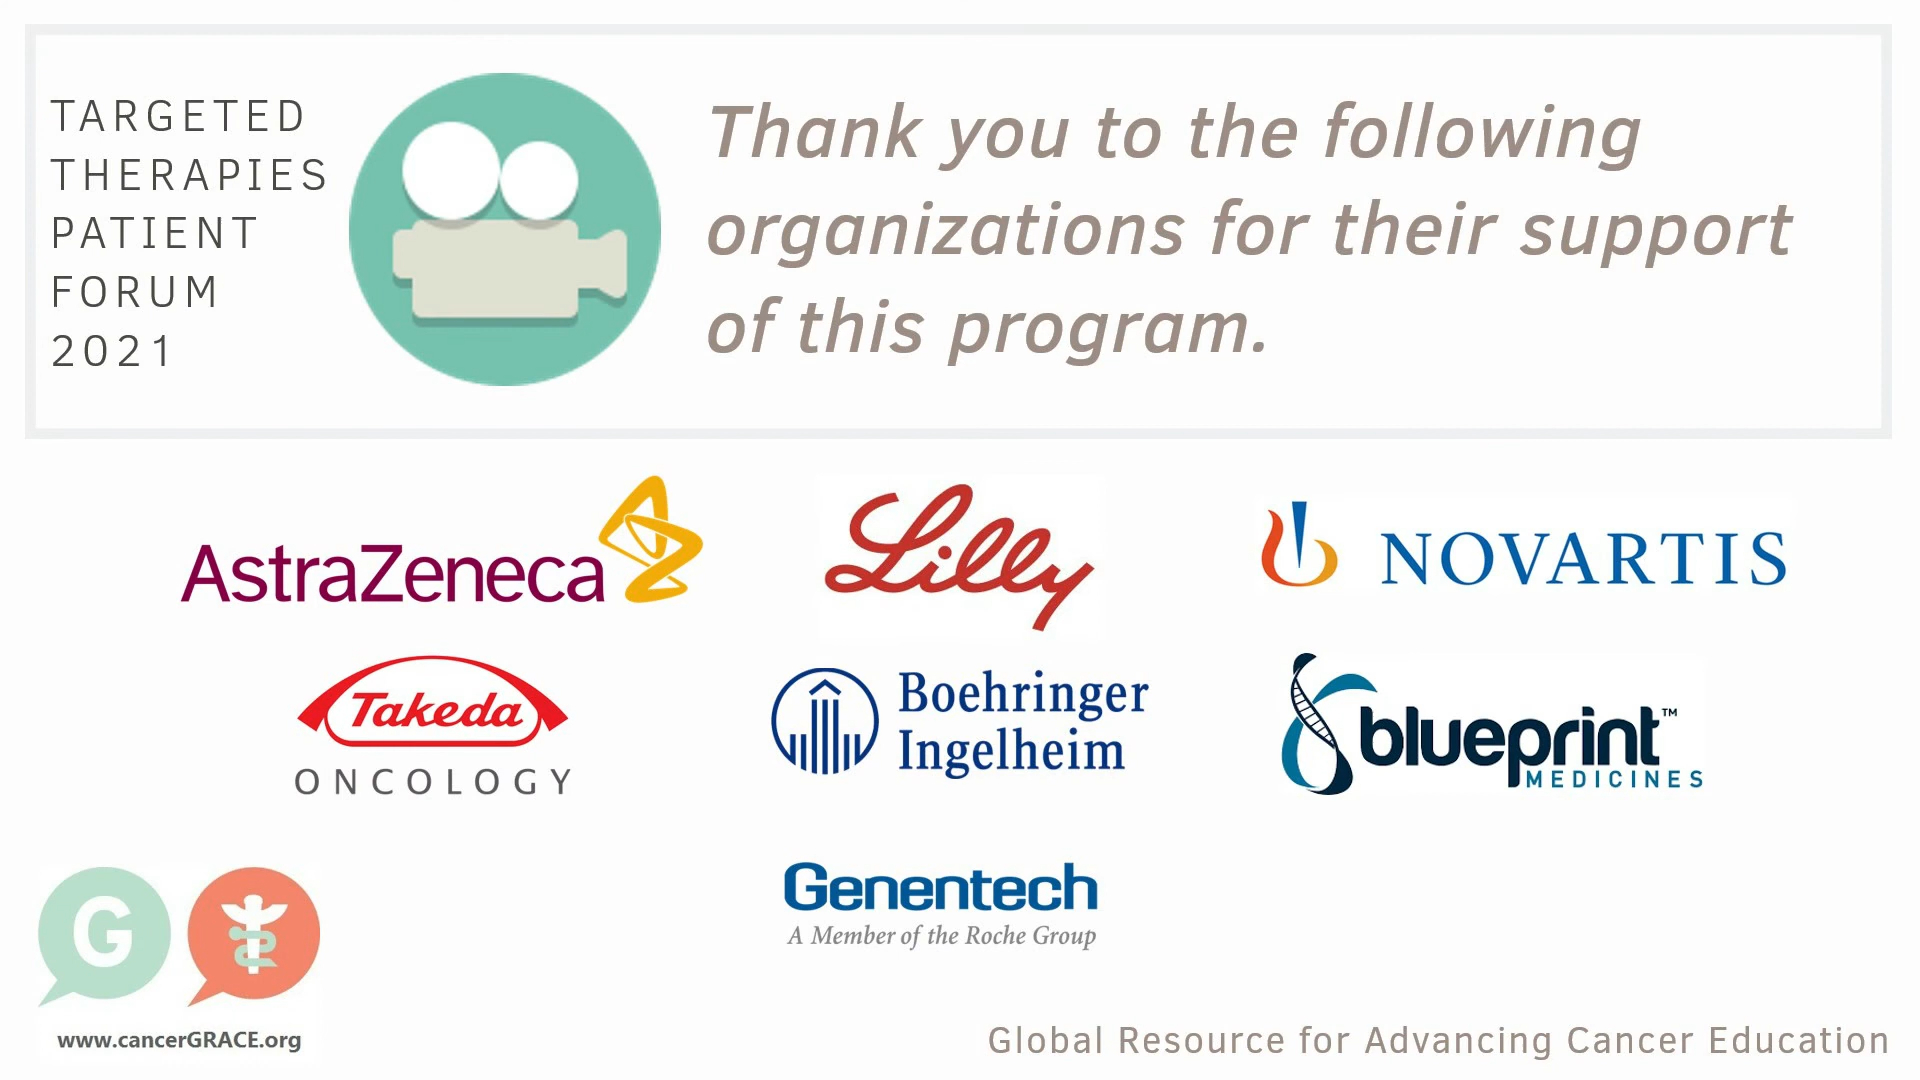 TARGETED
THERAPIES
PATIENT
FORUM
2021
Thank you to the following
organizations for their support
of this program.
AstraZeneca
Lilly
NOVARTIS
Takeda
ONCOLOGY
Boehringer
Ingelheim
blueprint™
MEDICINES
Genentech
A Member of the Roche Group
G
www.cancerGRACE.org
Global Resource for Advancing Cancer Education